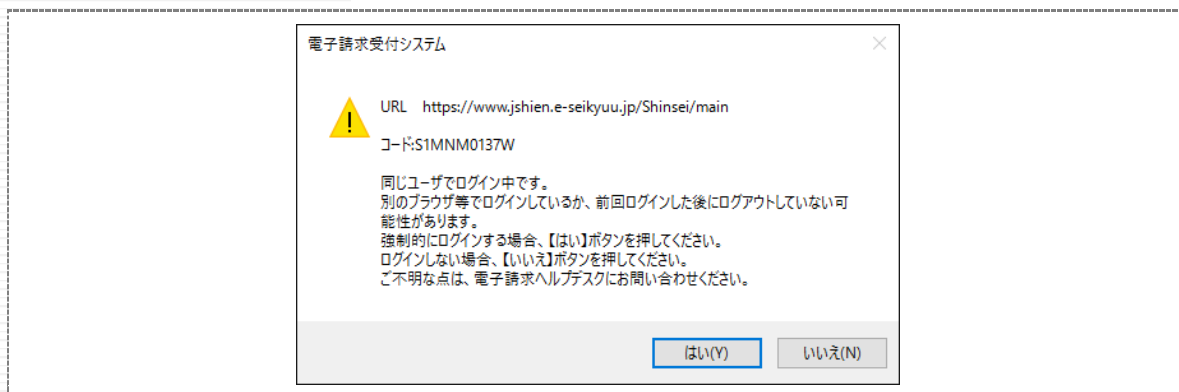 電子請求受付システム
URL　https://www.jshien.e-seikyuu.jp/Shinsei/main
コード:S1MNM0137W
同じユーザでログイン中です。
別のブラウザ等でログインしているか、前回ログインした後にログアウトしていない可
能性があります。
強制的にログインする場合、【はい】ボタンを押してください。
ログインしない場合、【いいえ】ボタンを押してください。
ご不明な点は、電子請求ヘルプデスクにお問い合わせください。
はい(Y)
いいえ(N)